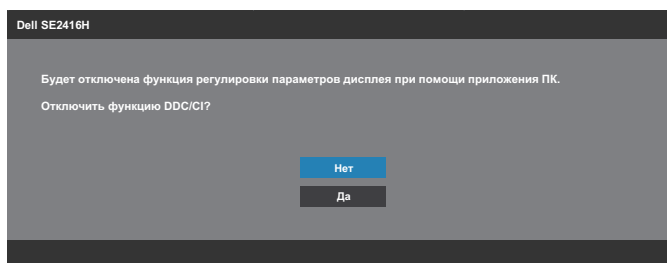 Dell SE2416H
Будет отключена функция регулировки параметров дисплея при помощи приложения ПК.
Отключить функцию DDC/CI?
Нет
Да